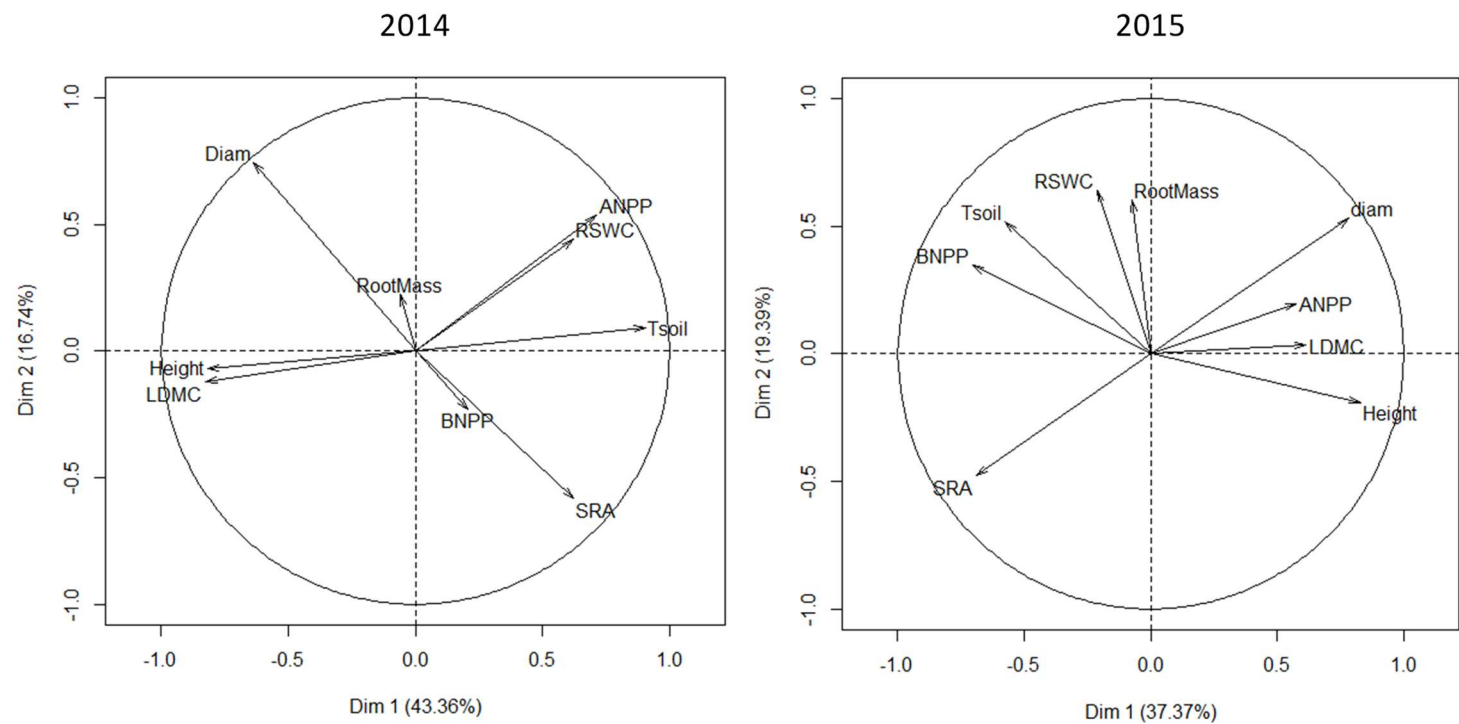 2014
2015
1.0
0.5
0.0
-0.5
-1.0
Dim 2 (16.74%)
Diam
ANPP
RSWC
RootMass
Tsoil
Height
LDMC
BNPP
SRA
-1.0 -0.5 0.0 0.5 1.0
Dim 1 (43.36%)
1.0
0.5
0.0
-0.5
-1.0
Dim 2 (19.39%)
RSWC
RootMass
Tsoil
diam
BNPP
ANPP
LDMC
Height
SRA
-1.0 -0.5 0.0 0.5 1.0
Dim 1 (37.37%)